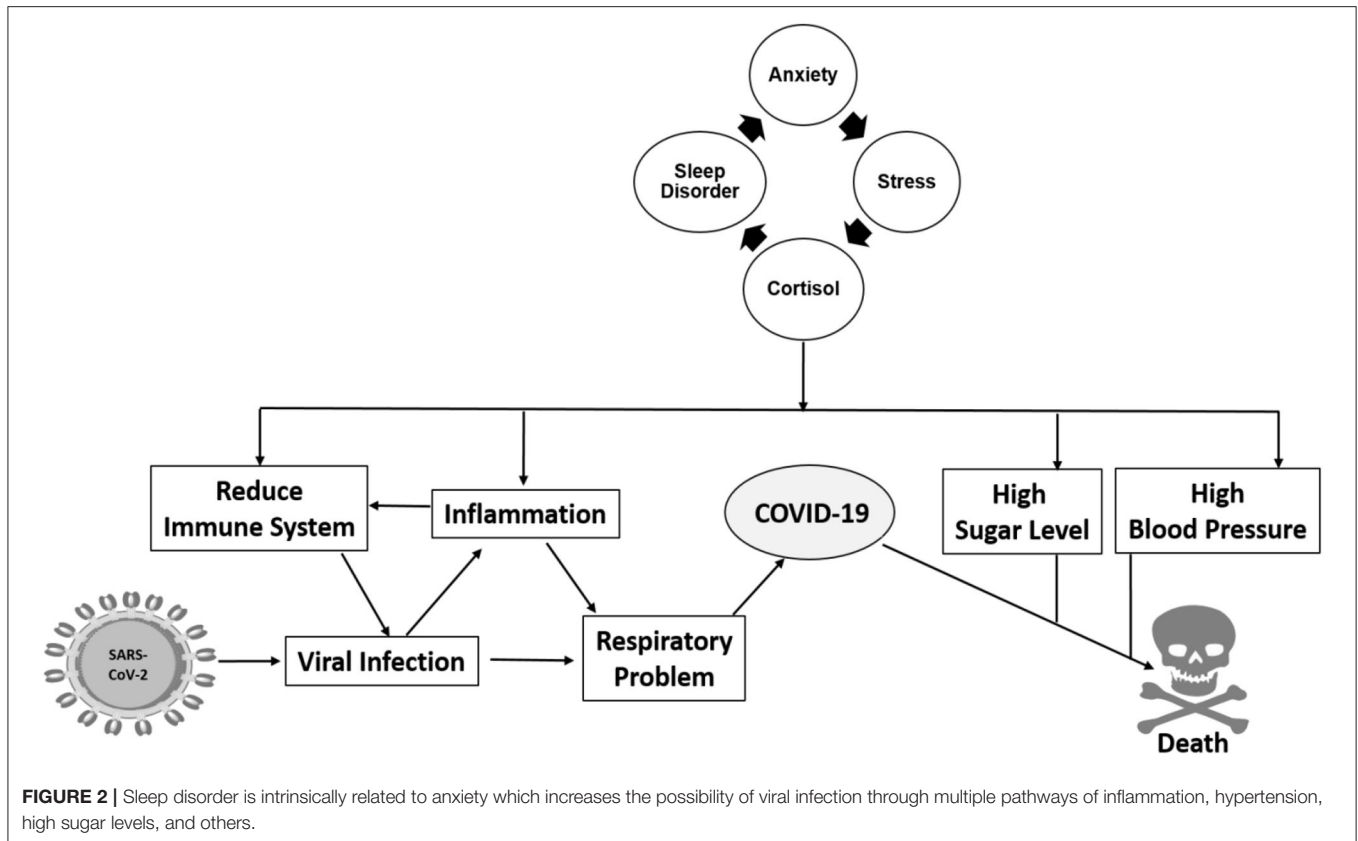 Anxiety
Sleep
Disorder
Stress
Cortisol
Reduce
Immune System
Inflammation
COVID-19
High
Sugar Level
High
Blood Pressure
SARS-
CoV-2
Viral Infection
Respiratory
Problem
Death
FIGURE 2 | Sleep disorder is intrinsically related to anxiety which increases the possibility of viral infection through multiple pathways of inflammation, hypertension,
high sugar levels, and others.